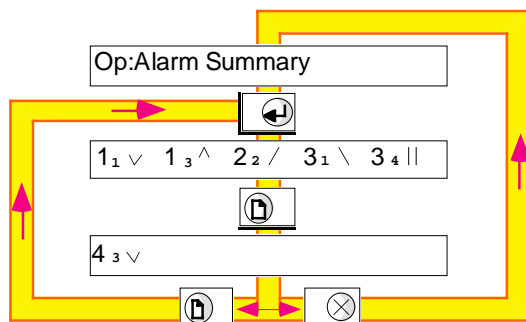 Op:Alarm Summary
1₁ ∨ 1₃ ^ 2₂ / 3₁ \ 3₄ ||
4₃ ∨